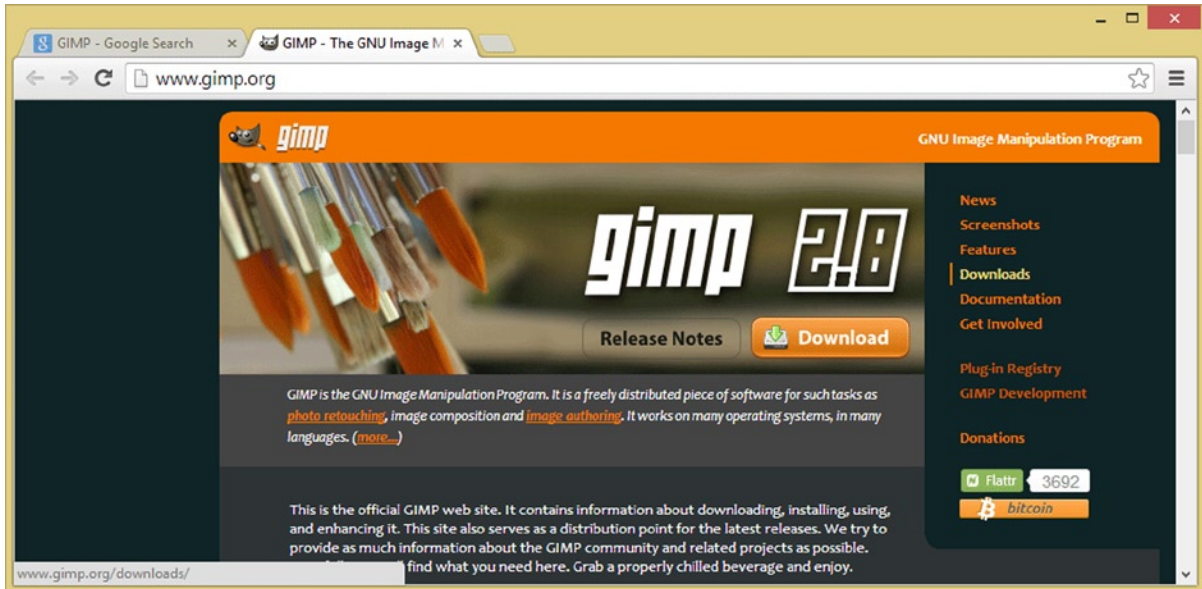 GIMP - Google Search
GIMP - The GNU Image M
www.gimp.org
gimp
GNU Image Manipulation Program
gimp 2.8
Release Notes
Download
News
Screenshots
Features
Downloads
Documentation
Get Involved
Plug-in Registry
GIMP Development
Donations
Flattr 3692
bitcoin
GIMP is the GNU Image Manipulation Program. It is a freely distributed piece of software for such tasks as
photo retouching, image composition and image authoring. It works on many operating systems, in many
languages. (more...)
This is the official GIMP web site. It contains information about downloading, installing, using,
and enhancing it. This site also serves as a distribution point for the latest releases. We try to
provide as much information about the GIMP community and related projects as possible.
find what you need here. Grab a properly chilled beverage and enjoy.
www.gimp.org/downloads/